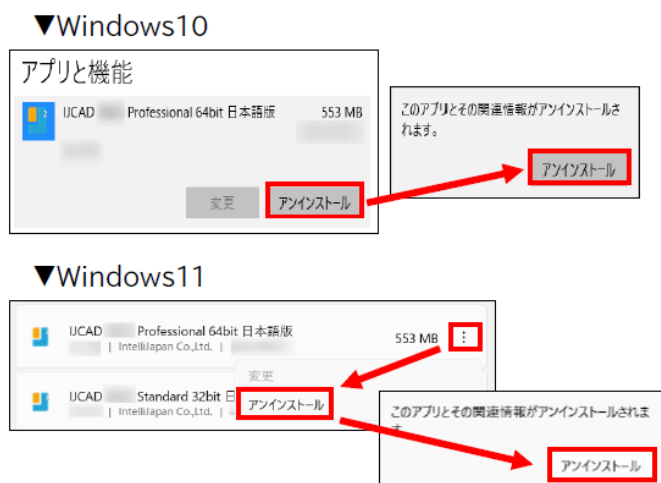 ▼Windows10
アプリと機能
IJCAD Professional 64bit 日本語版 553 MB
変更 アンインストール
このアプリとその関連情報がアンインストールさ
れます。
アンインストール
▼Windows11
IJCAD Professional 64bit 日本語版 553 MB
| IntelliJapan Co.,Ltd. |
変更
IJCAD Standard 32bit 日
| IntelliJapan Co.,Ltd. |
アンインストール
このアプリとその関連情報がアンインストールされま
す。
アンインストール